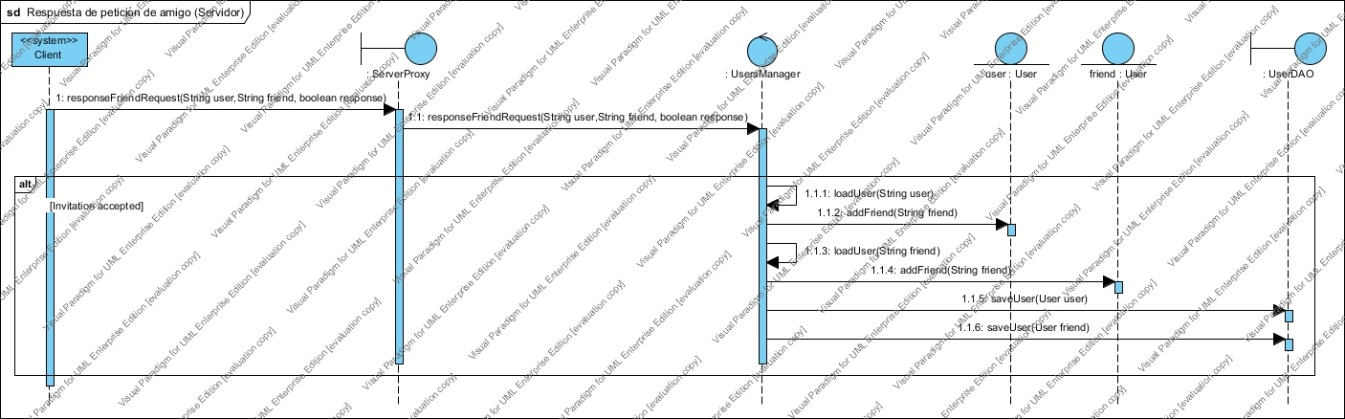 sd Respuesta de petición de amigo (Servidor)
<<system>>
Client
: ServerProxy
: UsersManager
user : User
friend : User
: UserDAO
1: responseFriendRequest(String user,String friend, boolean response)
1.1: responseFriendRequest(String user,String friend, boolean response)
alt
[Invitation accepted]
1.1.1: loadUser(String user)
1.1.2: addFriend(String friend)
1.1.3: loadUser(String friend)
1.1.4: addFriend(String friend)
1.1.5: saveUser(User user)
1.1.6: saveUser(User friend)
Visual Paradigm for UML Enterprise Edition [evaluation copy]